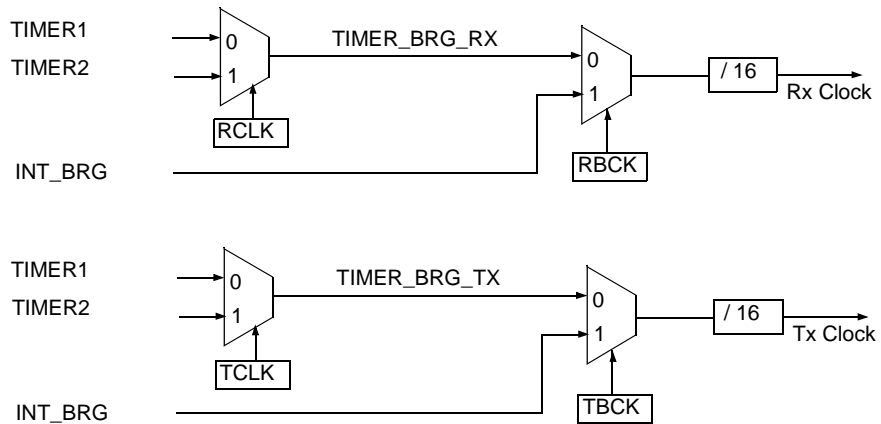 TIMER1
0
TIMER_BRG_RX
TIMER2
1
0
/ 16
1
Rx Clock
RCLK
INT_BRG
RBCK
TIMER1
0
TIMER_BRG_TX
TIMER2
1
0
/ 16
1
Tx Clock
TCLK
INT_BRG
TBCK